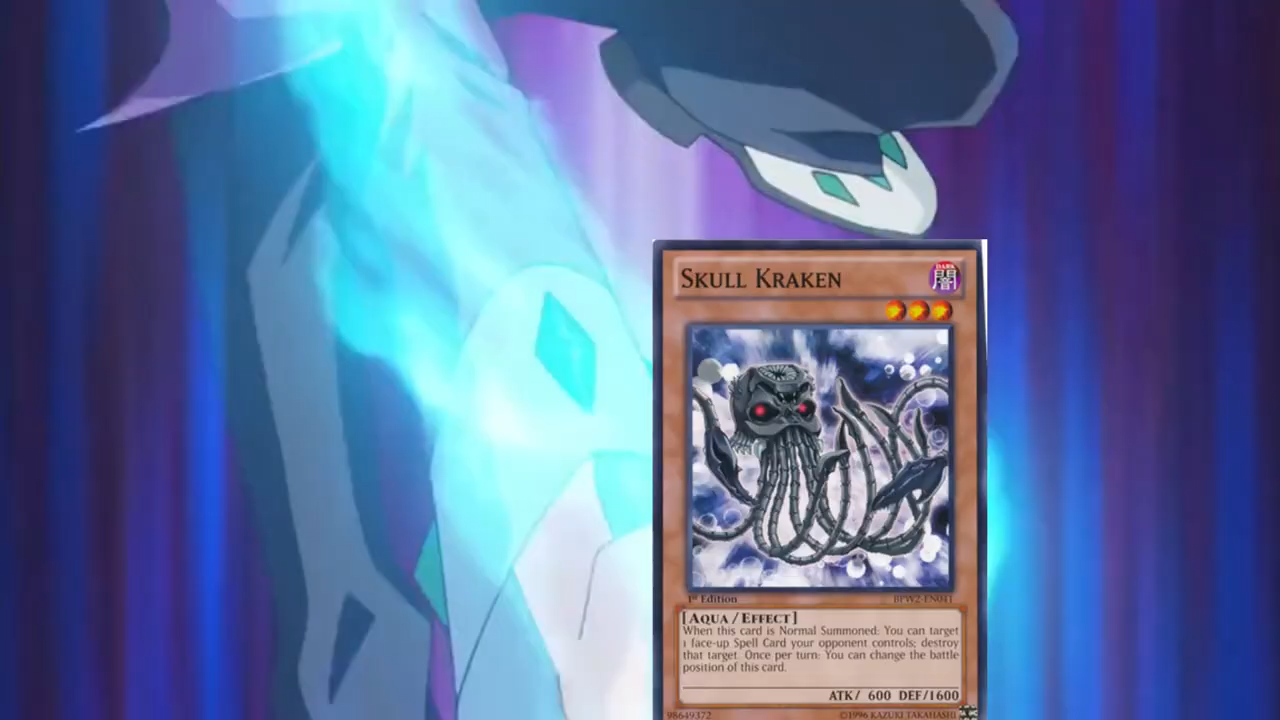 SKULL KRAKEN
DARK
闇
1st Edition
BPW2-EN041
[AQUA/EFFECT]
When this card is Normal Summoned: You can target
1 face-up Spell Card your opponent controls; destroy
that target. Once per turn: You can change the battle
position of this card.
ATK/ 600 DEF/1600
98649372
©1996 KAZUKI TAKAHASHI